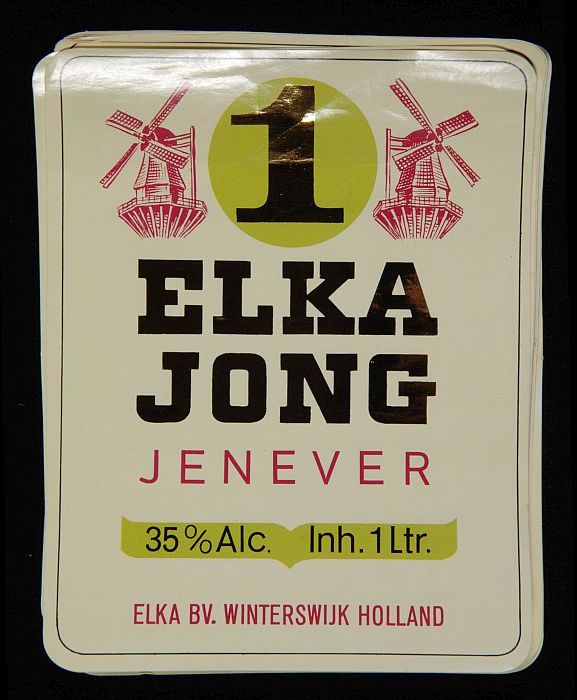 1
ELKA
JONG
JENEVER
35% Alc. Inh. 1 Ltr.
ELKA BV. WINTERSWIJK HOLLAND